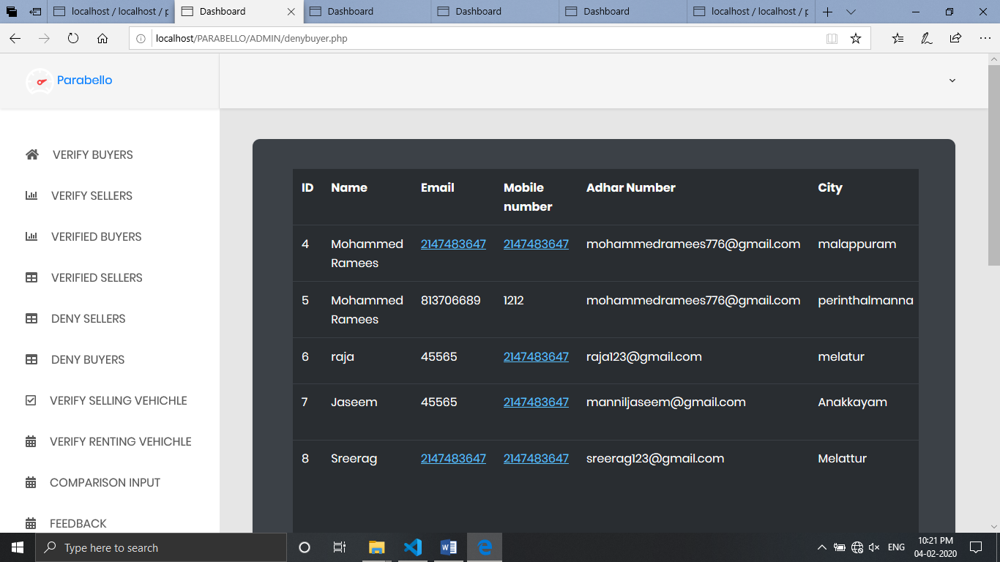 localhost / localhost / p
Dashboard
Dashboard
Dashboard
Dashboard
localhost / localhost / p
localhost/PARABELLO/ADMIN/denybuyer.php
Parabello
VERIFY BUYERS
VERIFY SELLERS
VERIFIED BUYERS
VERIFIED SELLERS
DENY SELLERS
DENY BUYERS
VERIFY SELLING VEHICHLE
VERIFY RENTING VEHICHLE
COMPARISON INPUT
FEEDBACK
ID Name Email Mobile number Adhar Number City
4 Mohammed Ramees 2147483647 2147483647 mohammedramees776@gmail.com malappuram
5 Mohammed Ramees 813706689 1212 mohammedramees776@gmail.com perinthalmanna
6 raja 45565 2147483647 raja123@gmail.com melatur
7 Jaseem 45565 2147483647 manniljaseem@gmail.com Anakkayam
8 Sreerag 2147483647 2147483647 sreerag123@gmail.com Melattur
Type here to search
ENG
10:21 PM
04-02-2020